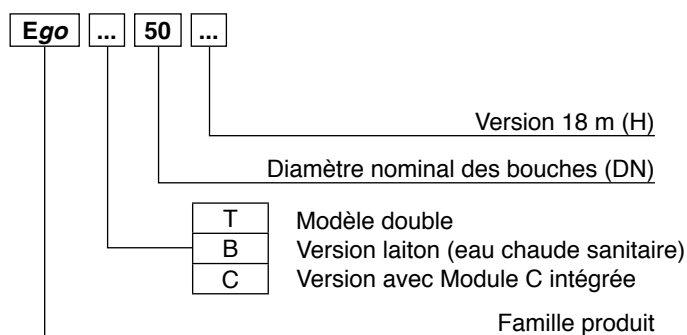 Ego ... 50 ...
Version 18 m (H)
Diamètre nominal des bouches (DN)
T Modèle double
B Version laiton (eau chaude sanitaire)
C Version avec Module C intégrée
Famille produit